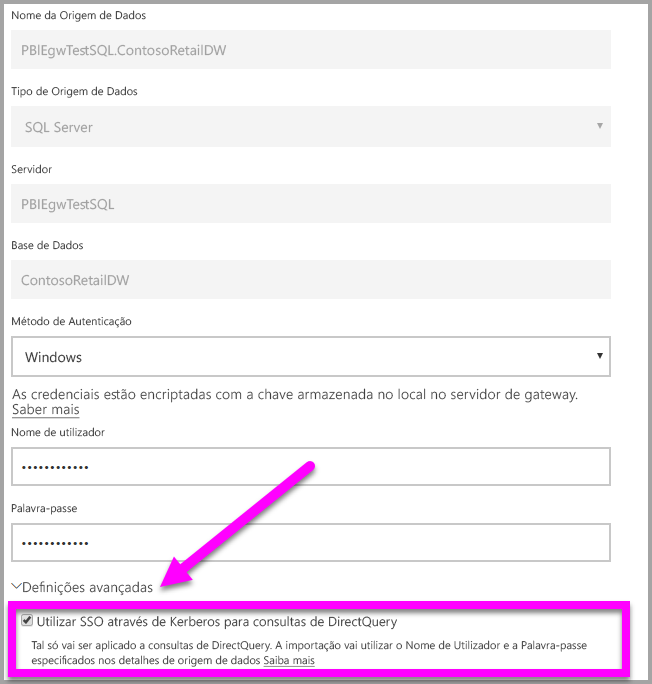 Nome da Origem de Dados
PBIEgwTestSQL.ContosoRetailDW
Tipo de Origem de Dados
SQL Server
Servidor
PBIEgwTestSQL
Base de Dados
ContosoRetailDW
Método de Autenticação
Windows
As credenciais estão encriptadas com a chave armazenada no local no servidor de gateway.
Saber mais
Nome de utilizador
••••••••••••
Palavra-passe
••••••••••••
Definições avançadas
Utilizar SSO através de Kerberos para consultas de DirectQuery
Tal só vai ser aplicado a consultas de DirectQuery. A importação vai utilizar o Nome de Utilizador e a Palavra-passe
especificados nos detalhes de origem de dados Saiba mais